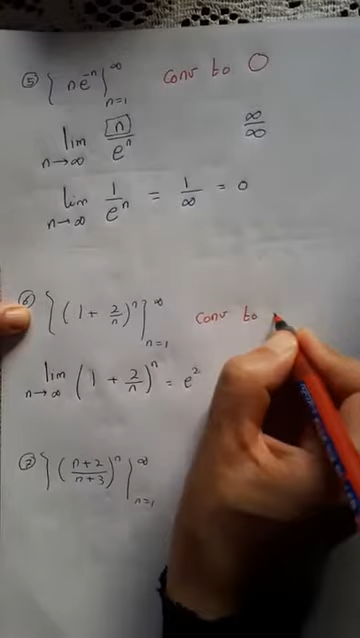 ⑤ { n e^{-n} }_{n=1}^{∞} Conv to 0
lim_{n→∞} n/e^n ∞/∞
lim_{n→∞} 1/e^n = 1/∞ = 0
⑥ { (1 + 2/n)^n }_{n=1}^{∞} Conv to
lim_{n→∞} (1 + 2/n)^n = e^2
⑦ { ((n+2)/(n+3))^n }_{n=1}^{∞}